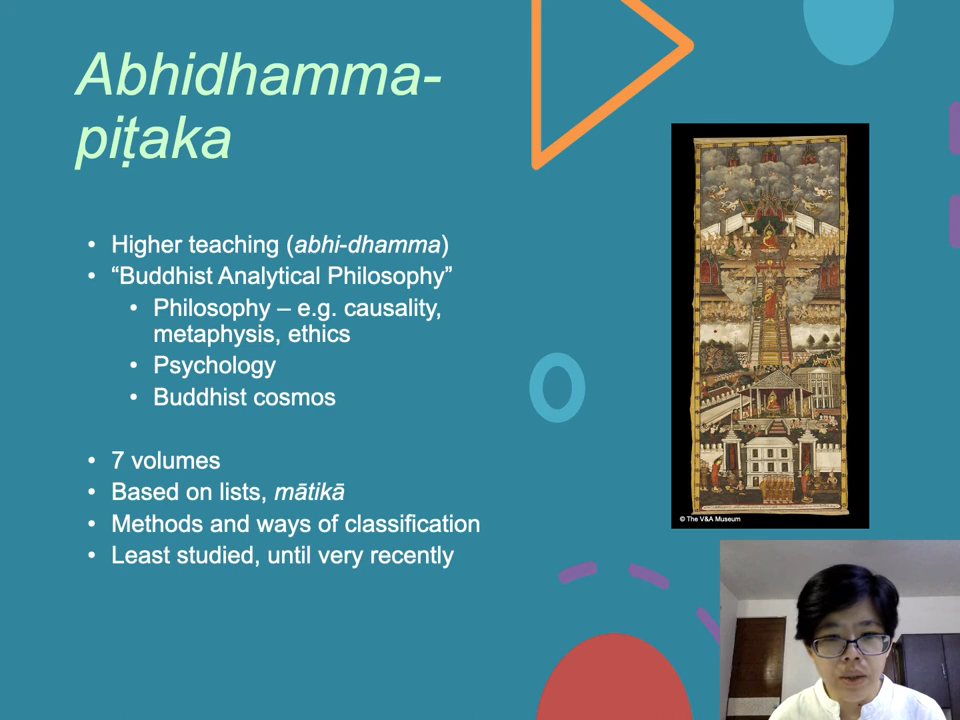 Abhidhamma-
piṭaka
• Higher teaching (abhi-dhamma)
• “Buddhist Analytical Philosophy”
• Philosophy – e.g. causality,
metaphysis, ethics
• Psychology
• Buddhist cosmos
• 7 volumes
• Based on lists, mātikā
• Methods and ways of classification
• Least studied, until very recently
© The V&A Museum